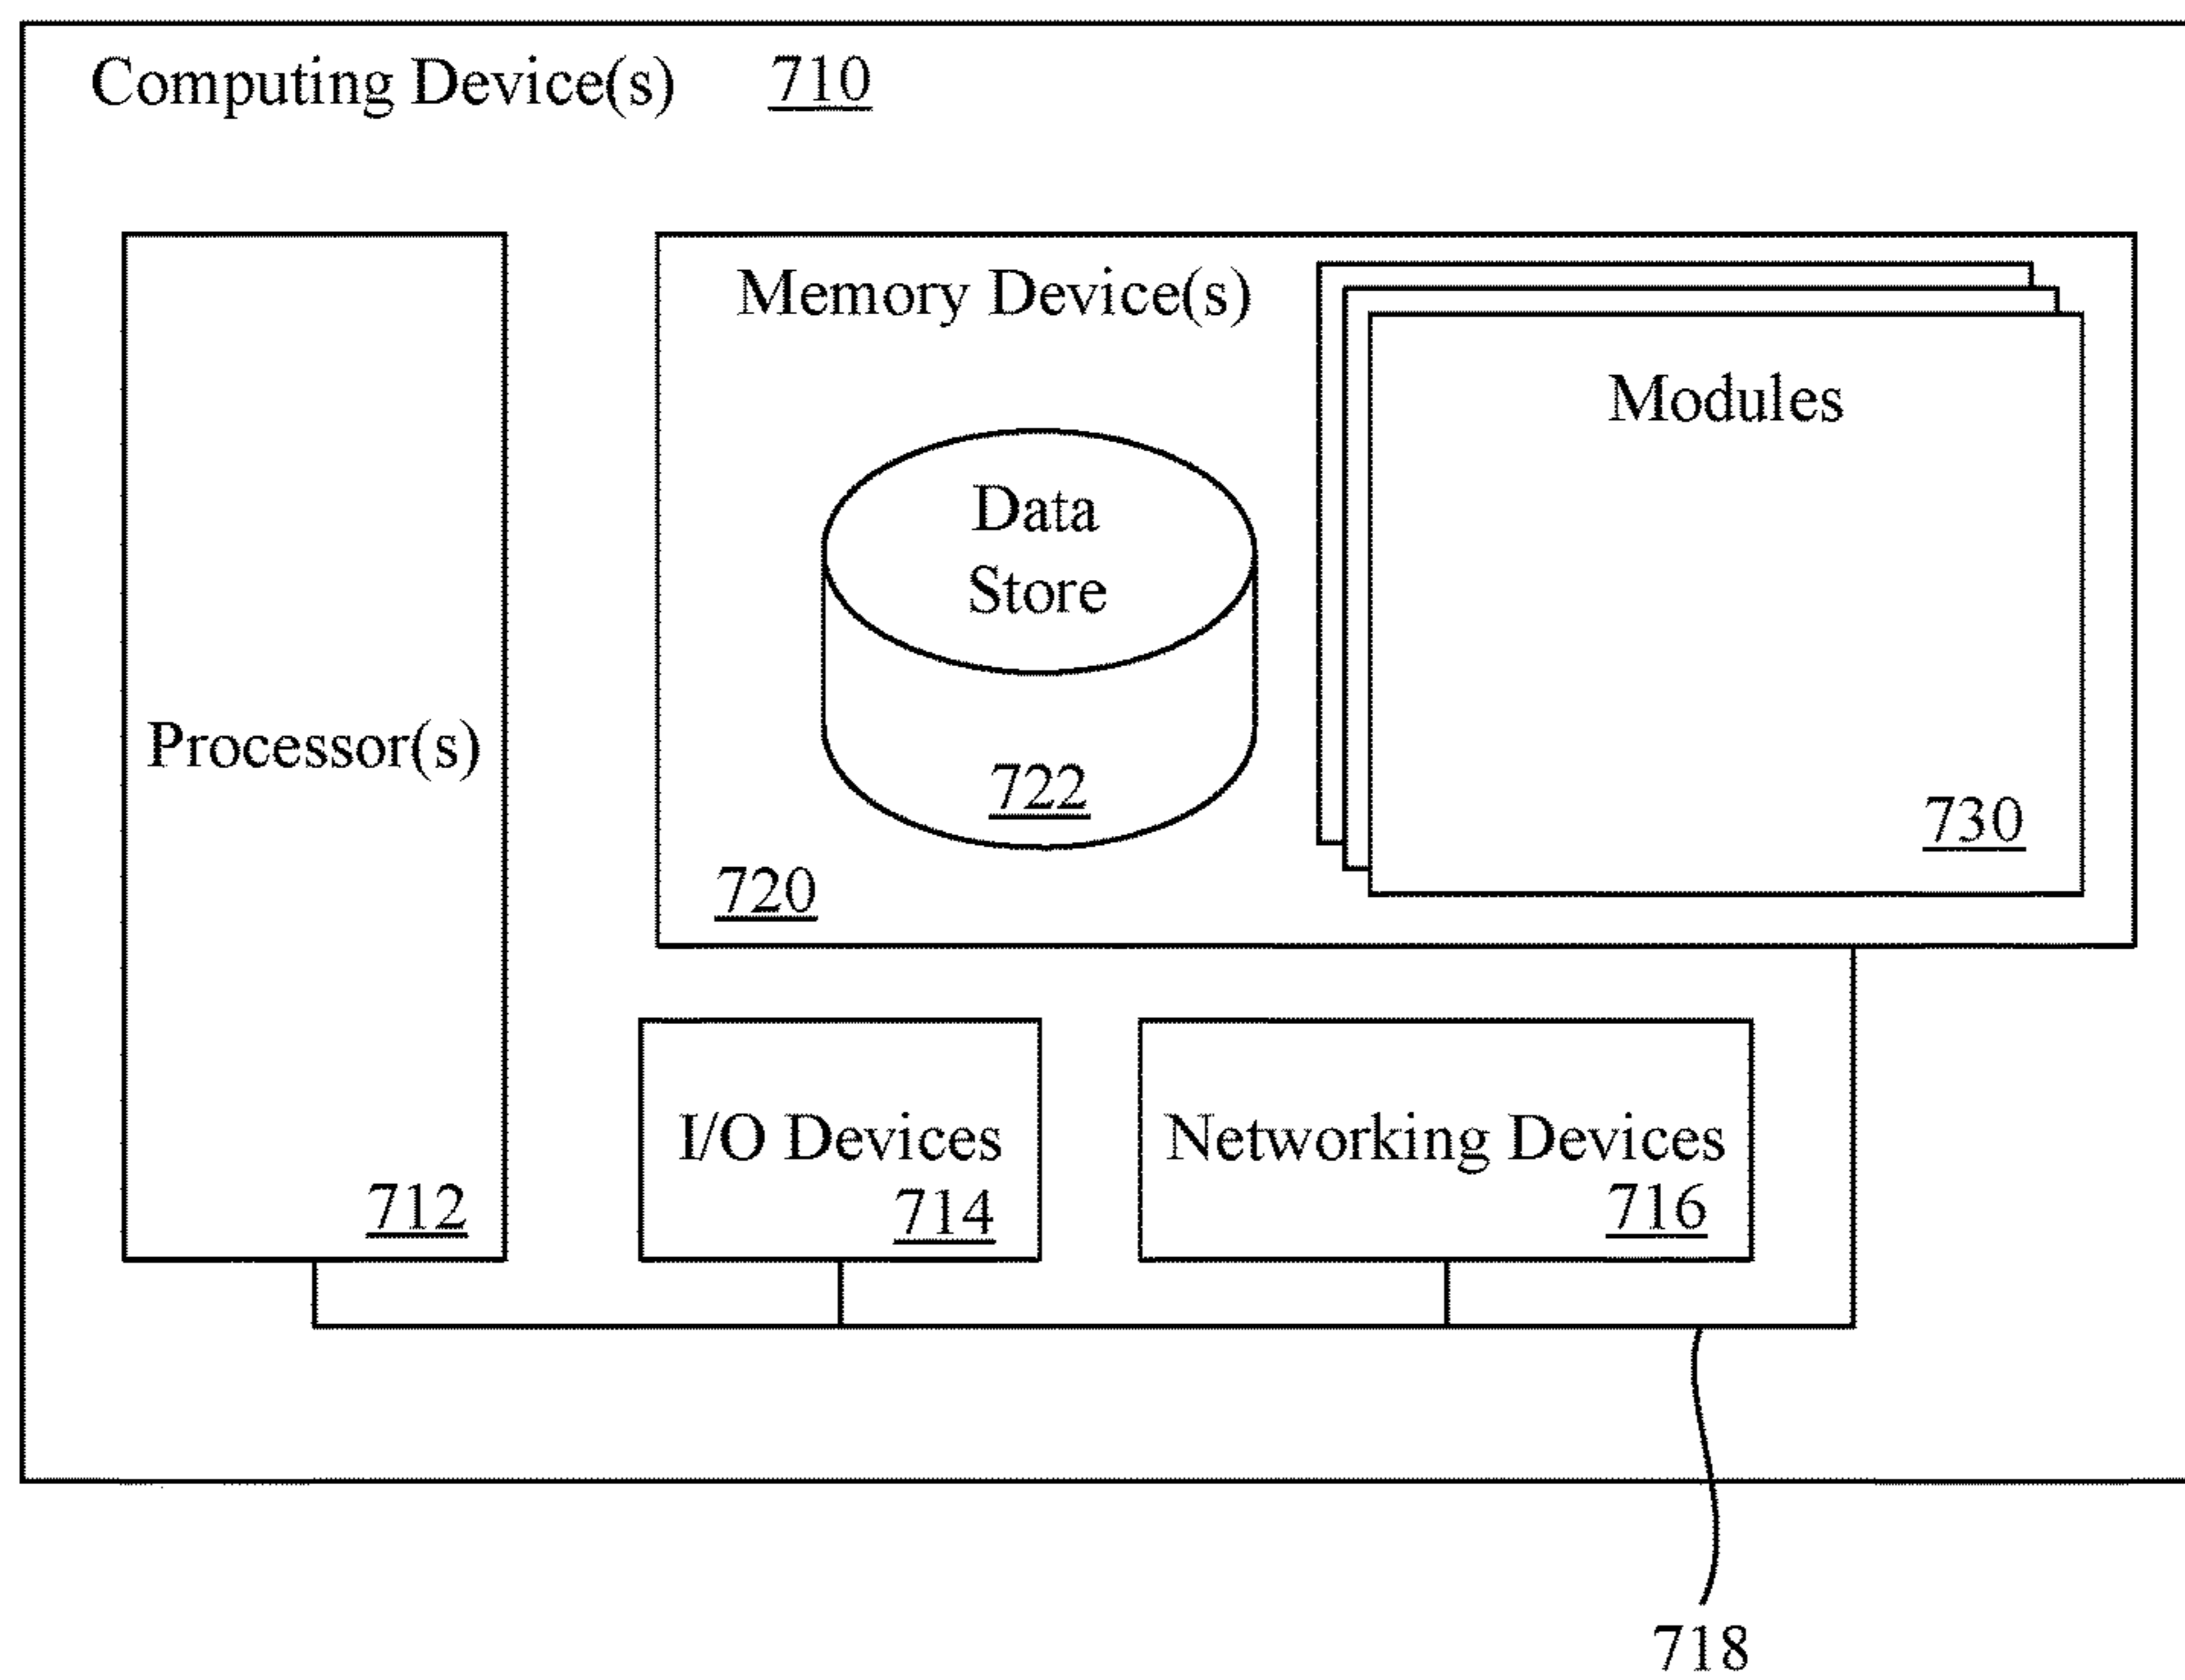 Computing Device(s) 710
Memory Device(s)
Modules
Data
Store
Processor(s)
722
730
720
I/O Devices
714
Networking Devices
716
712
718